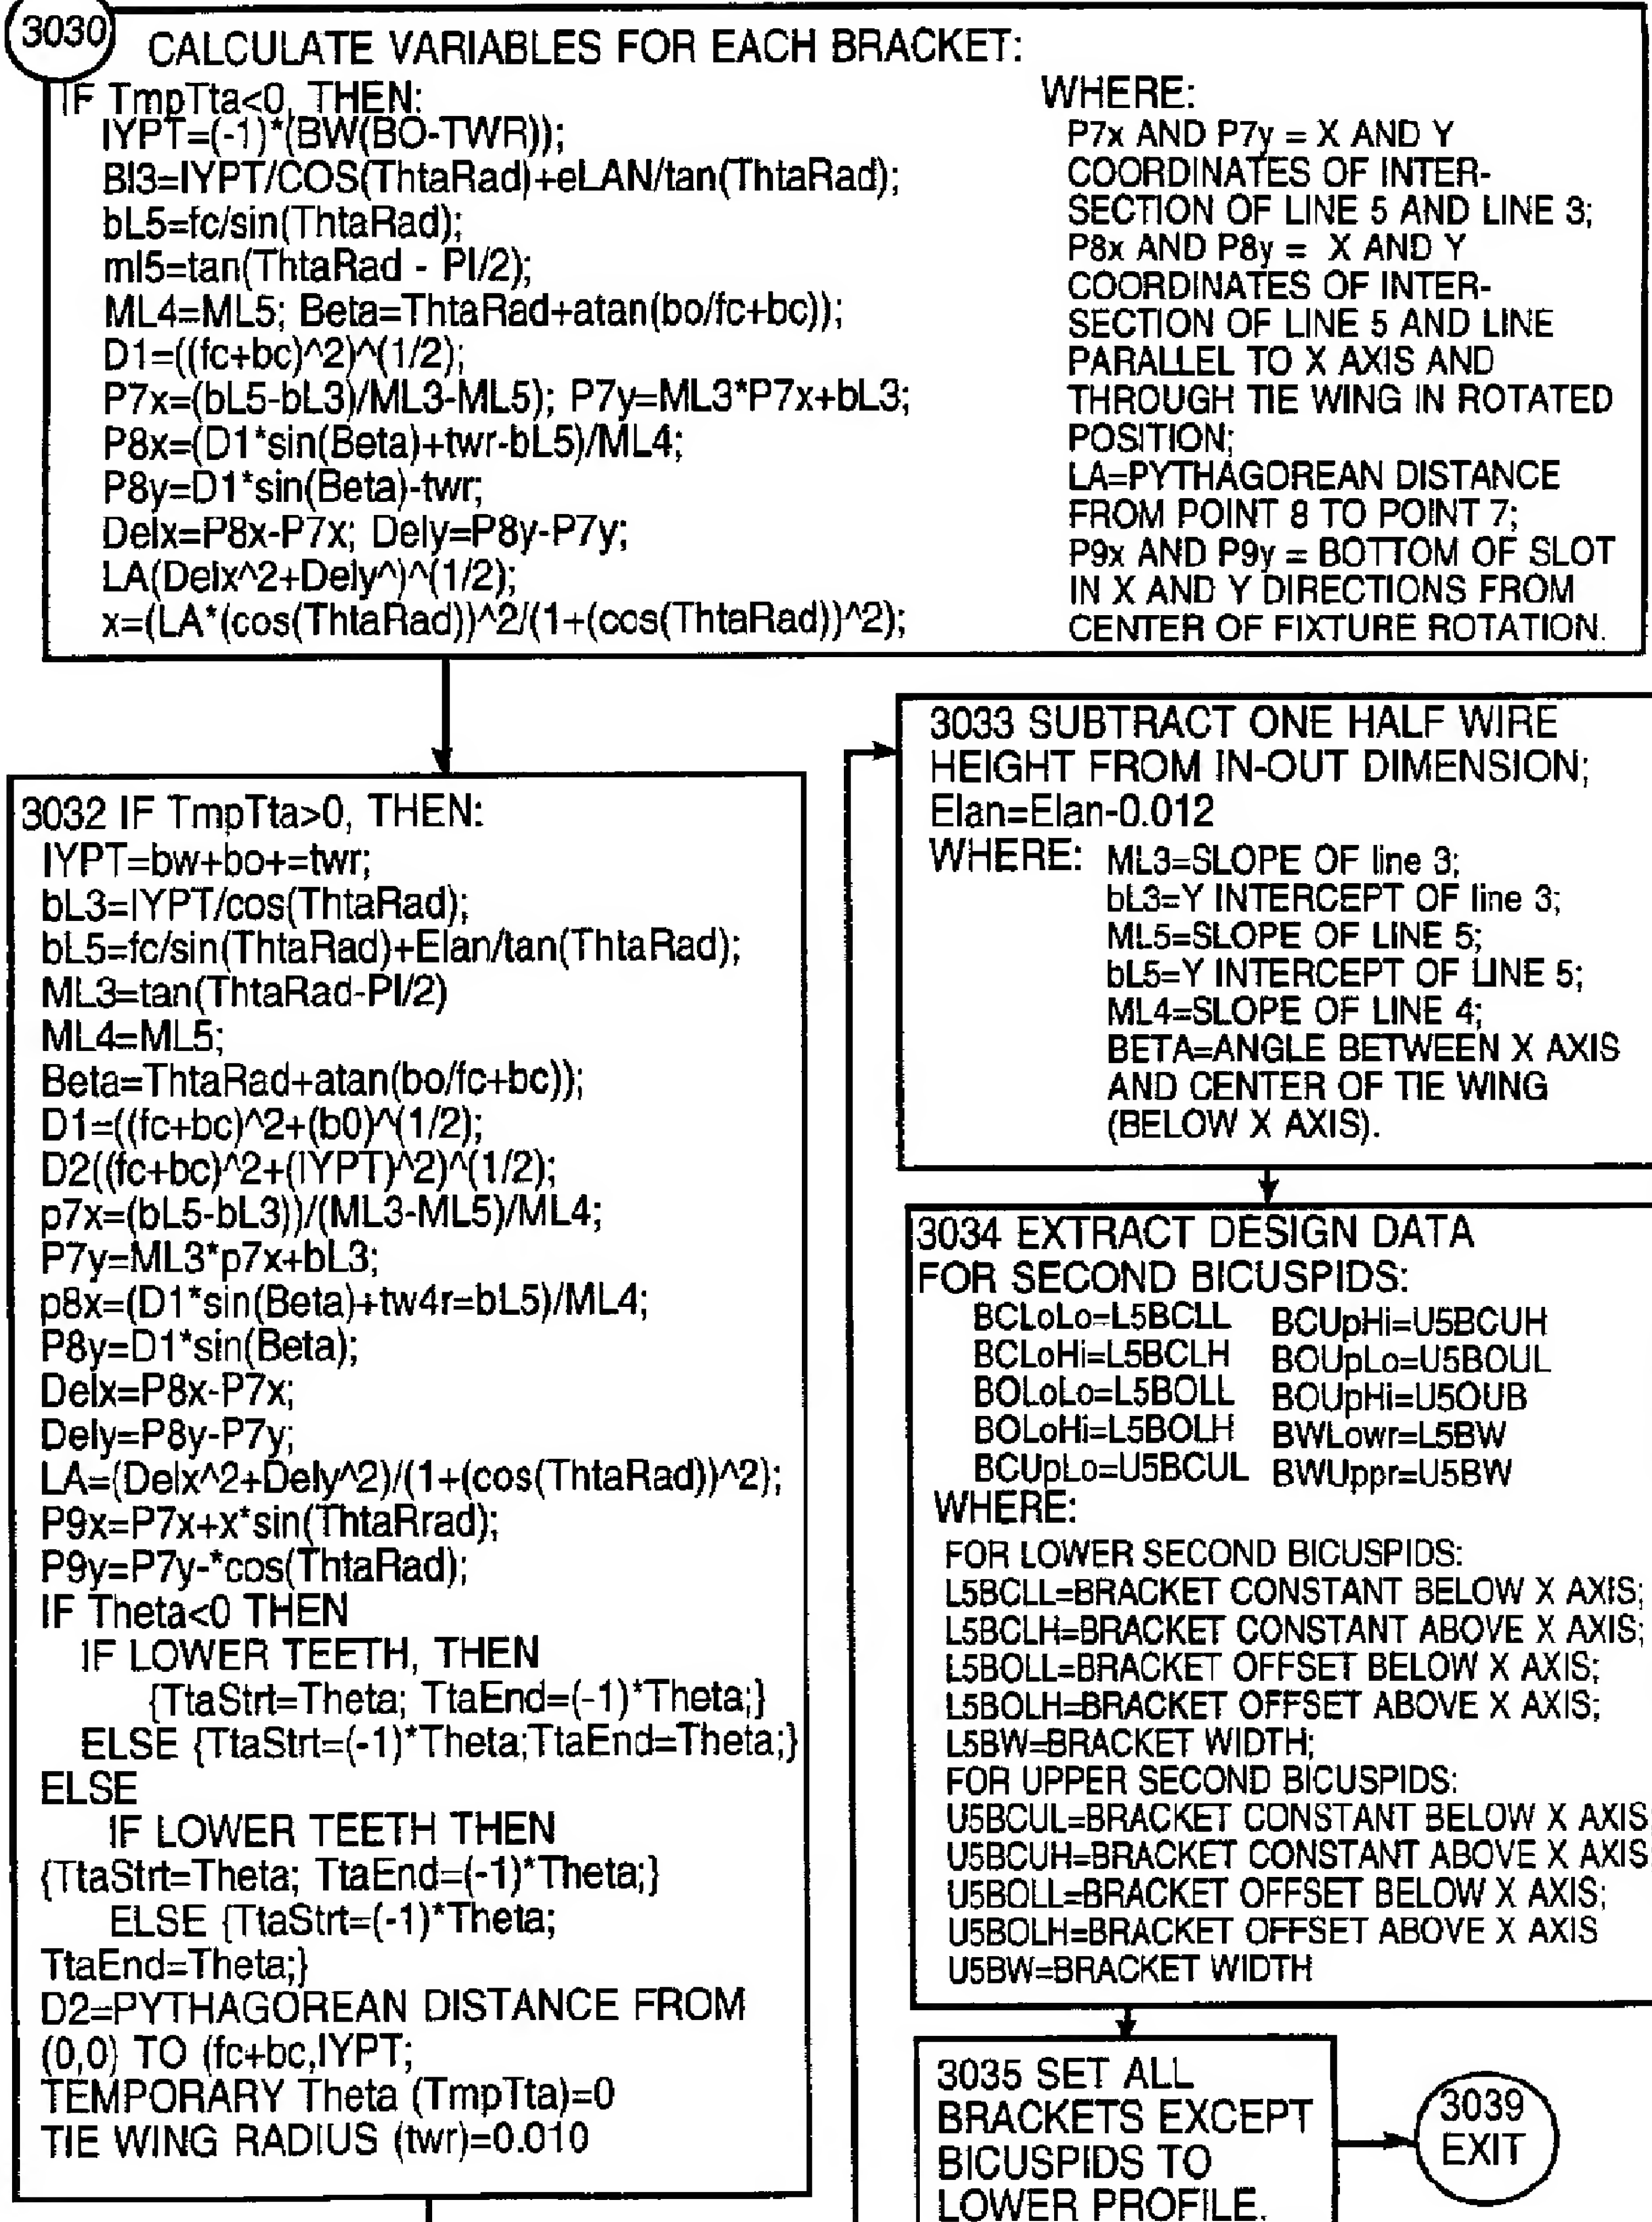 3030
CALCULATE VARIABLES FOR EACH BRACKET:
IF TmpTta<0, THEN:
IYPT=(-1)*(BW(BO-TWR));
Bl3=IYPT/COS(ThtaRad)+eLAN/tan(ThtaRad);
bL5=fc/sin(ThtaRad);
ml5=tan(ThtaRad - PI/2);
ML4=ML5; Beta=ThtaRad+atan(bo/fc+bc));
D1=((fc+bc)^2)^(1/2);
P7x=(bL5-bL3)/ML3-ML5); P7y=ML3*P7x+bL3;
P8x=(D1*sin(Beta)+twr-bL5)/ML4;
P8y=D1*sin(Beta)-twr;
Delx=P8x-P7x; Dely=P8y-P7y;
LA(Delx^2+Dely^)^(1/2);
x=(LA*(cos(ThtaRad))^2/(1+(cos(ThtaRad))^2);
WHERE:
P7x AND P7y = X AND Y
COORDINATES OF INTER-
SECTION OF LINE 5 AND LINE 3;
P8x AND P8y = X AND Y
COORDINATES OF INTER-
SECTION OF LINE 5 AND LINE
PARALLEL TO X AXIS AND
THROUGH TIE WING IN ROTATED
POSITION;
LA=PYTHAGOREAN DISTANCE
FROM POINT 8 TO POINT 7;
P9x AND P9y = BOTTOM OF SLOT
IN X AND Y DIRECTIONS FROM
CENTER OF FIXTURE ROTATION.
3032 IF TmpTta>0, THEN:
IYPT=bw+bo+=twr;
bL3=IYPT/cos(ThtaRad);
bL5=fc/sin(ThtaRad)+Elan/tan(ThtaRad);
ML3=tan(ThtaRad-PI/2)
ML4=ML5;
Beta=ThtaRad+atan(bo/fc+bc));
D1=((fc+bc)^2+(b0)^(1/2);
D2((fc+bc)^2+(IYPT)^2)^(1/2);
p7x=(bL5-bL3))/(ML3-ML5)/ML4;
P7y=ML3*p7x+bL3;
p8x=(D1*sin(Beta)+tw4r=bL5)/ML4;
P8y=D1*sin(Beta);
Delx=P8x-P7x;
Dely=P8y-P7y;
LA=(Delx^2+Dely^2)/(1+(cos(ThtaRad))^2);
P9x=P7x+x*sin(ThtaRrad);
P9y=P7y-*cos(ThtaRad);
IF Theta<0 THEN
IF LOWER TEETH, THEN
{TtaStrt=Theta; TtaEnd=(-1)*Theta;}
ELSE {TtaStrt=(-1)*Theta;TtaEnd=Theta;}
ELSE
IF LOWER TEETH THEN
{TtaStrt=Theta; TtaEnd=(-1)*Theta;}
ELSE {TtaStrt=(-1)*Theta;
TtaEnd=Theta;}
D2=PYTHAGOREAN DISTANCE FROM
(0,0) TO (fc+bc,IYPT;
TEMPORARY Theta (TmpTta)=0
TIE WING RADIUS (twr)=0.010
3033 SUBTRACT ONE HALF WIRE
HEIGHT FROM IN-OUT DIMENSION;
Elan=Elan-0.012
WHERE: ML3=SLOPE OF line 3;
bL3=Y INTERCEPT OF line 3;
ML5=SLOPE OF LINE 5;
bL5=Y INTERCEPT OF LINE 5;
ML4=SLOPE OF LINE 4;
BETA=ANGLE BETWEEN X AXIS
AND CENTER OF TIE WING
(BELOW X AXIS).
3034 EXTRACT DESIGN DATA
FOR SECOND BICUSPIDS:
BCLoLo=L5BCLL BCUpHi=U5BCUH
BCLoHi=L5BCLH BOUpLo=U5BOUL
BOLoLo=L5BOLL BOUpHi=U5OUB
BOLoHi=L5BOLH BWLowr=L5BW
BCUpLo=U5BCUL BWUppr=U5BW
WHERE:
FOR LOWER SECOND BICUSPIDS:
L5BCLL=BRACKET CONSTANT BELOW X AXIS;
L5BCLH=BRACKET CONSTANT ABOVE X AXIS;
L5BOLL=BRACKET OFFSET BELOW X AXIS;
L5BOLH=BRACKET OFFSET ABOVE X AXIS;
L5BW=BRACKET WIDTH;
FOR UPPER SECOND BICUSPIDS:
U5BCUL=BRACKET CONSTANT BELOW X AXIS
U5BCUH=BRACKET CONSTANT ABOVE X AXIS
U5BOLL=BRACKET OFFSET BELOW X AXIS;
U5BOLH=BRACKET OFFSET ABOVE X AXIS
U5BW=BRACKET WIDTH
3035 SET ALL
BRACKETS EXCEPT
BICUSPIDS TO
LOWER PROFILE.
3039
EXIT